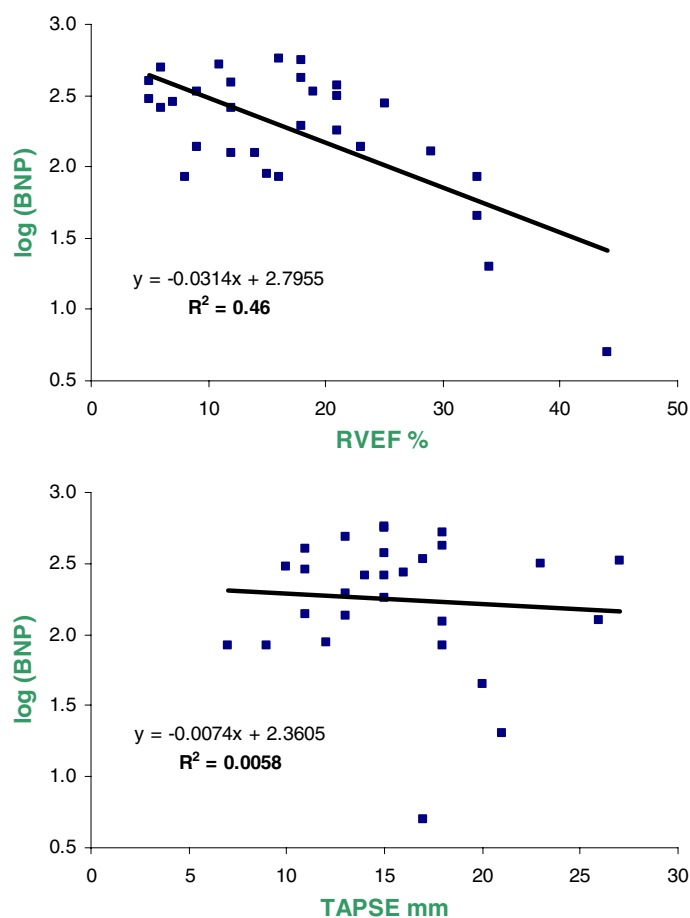 3.0
2.5
2.0
1.5
1.0
0.5
log (BNP)
y = -0.0314x + 2.7955
R² = 0.46
0 10 20 30 40 50
RVEF %
3.0
2.5
2.0
1.5
1.0
0.5
log (BNP)
y = -0.0074x + 2.3605
R² = 0.0058
0 5 10 15 20 25 30
TAPSE mm